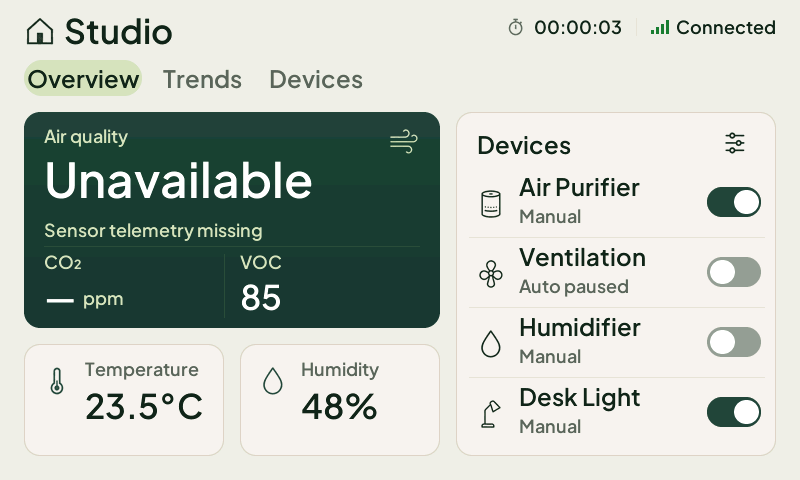 Studio
00:00:03
Connected
Overview
Trends
Devices
Air quality
Unavailable
Sensor telemetry missing
CO₂
— ppm
VOC
85
Temperature
23.5°C
Humidity
48%
Devices
Air Purifier
Manual
Ventilation
Auto paused
Humidifier
Manual
Desk Light
Manual